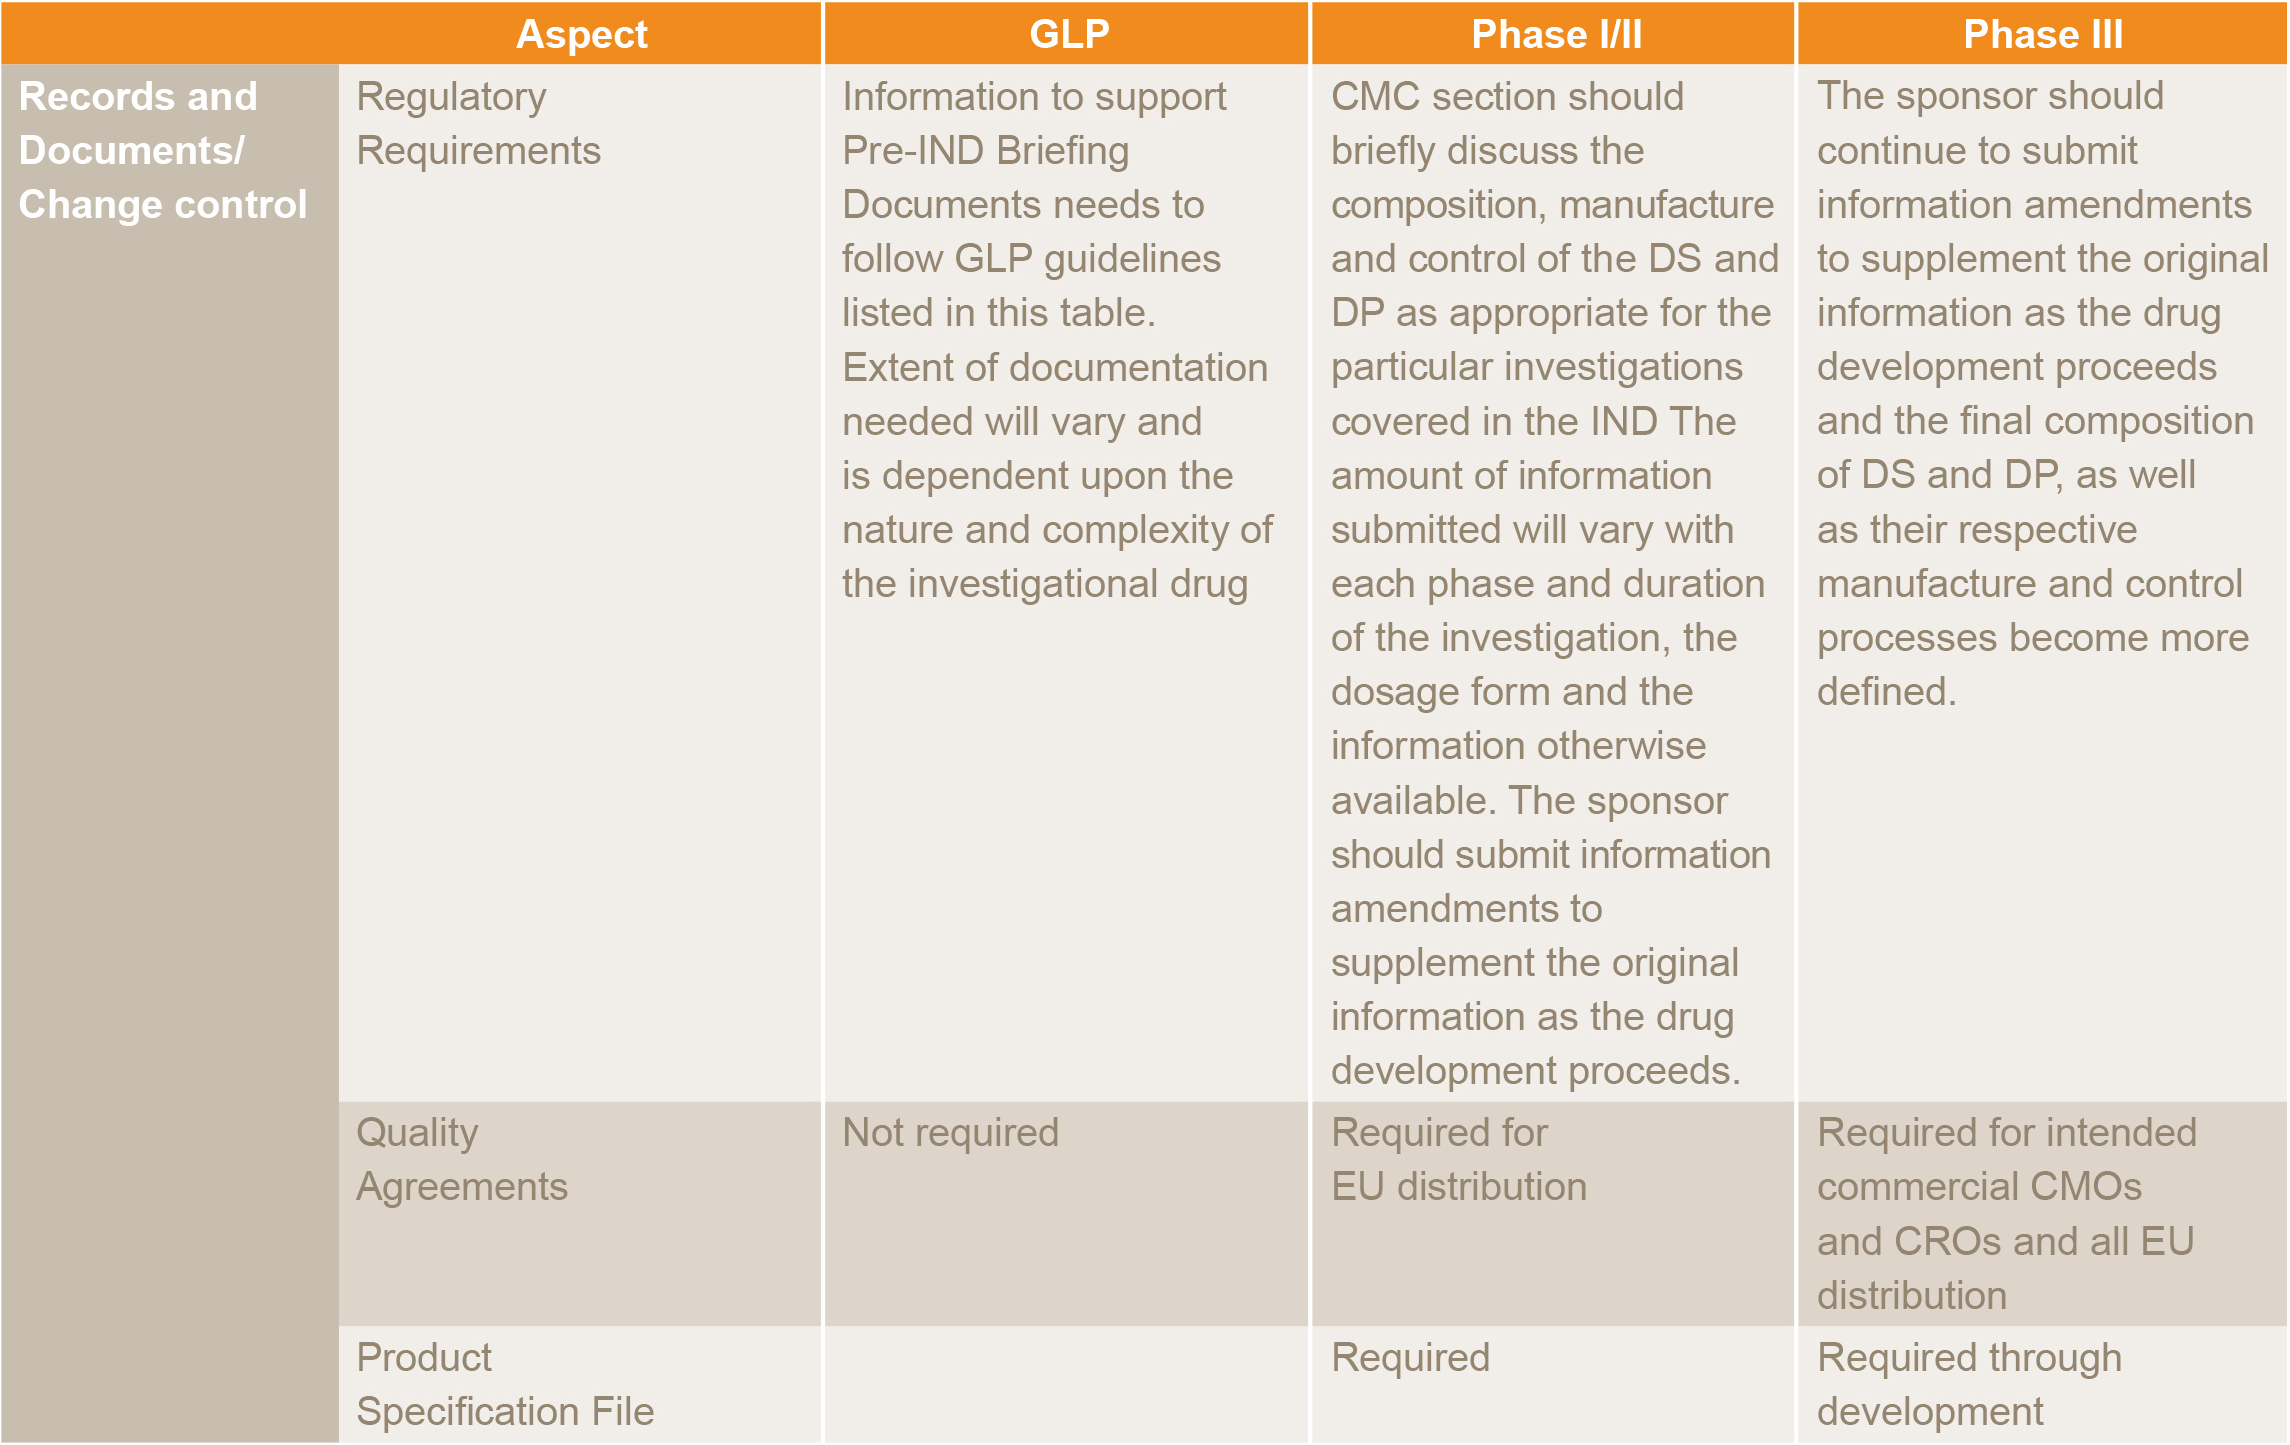 Aspect
GLP
Phase I/II
Phase III
Records and
Documents/
Change control
Regulatory
Requirements
Information to support
Pre-IND Briefing
Documents needs to
follow GLP guidelines
listed in this table.
Extent of documentation
needed will vary and
is dependent upon the
nature and complexity of
the investigational drug
CMC section should
briefly discuss the
composition, manufacture
and control of the DS and
DP as appropriate for the
particular investigations
covered in the IND The
amount of information
submitted will vary with
each phase and duration
of the investigation, the
dosage form and the
information otherwise
available. The sponsor
should submit information
amendments to
supplement the original
information as the drug
development proceeds.
The sponsor should
continue to submit
information amendments
to supplement the original
information as the drug
development proceeds
and the final composition
of DS and DP, as well
as their respective
manufacture and control
processes become more
defined.
Quality
Agreements
Not required
Required for
EU distribution
Required for intended
commercial CMOs
and CROs and all EU
distribution
Product
Specification File
Required
Required through
development